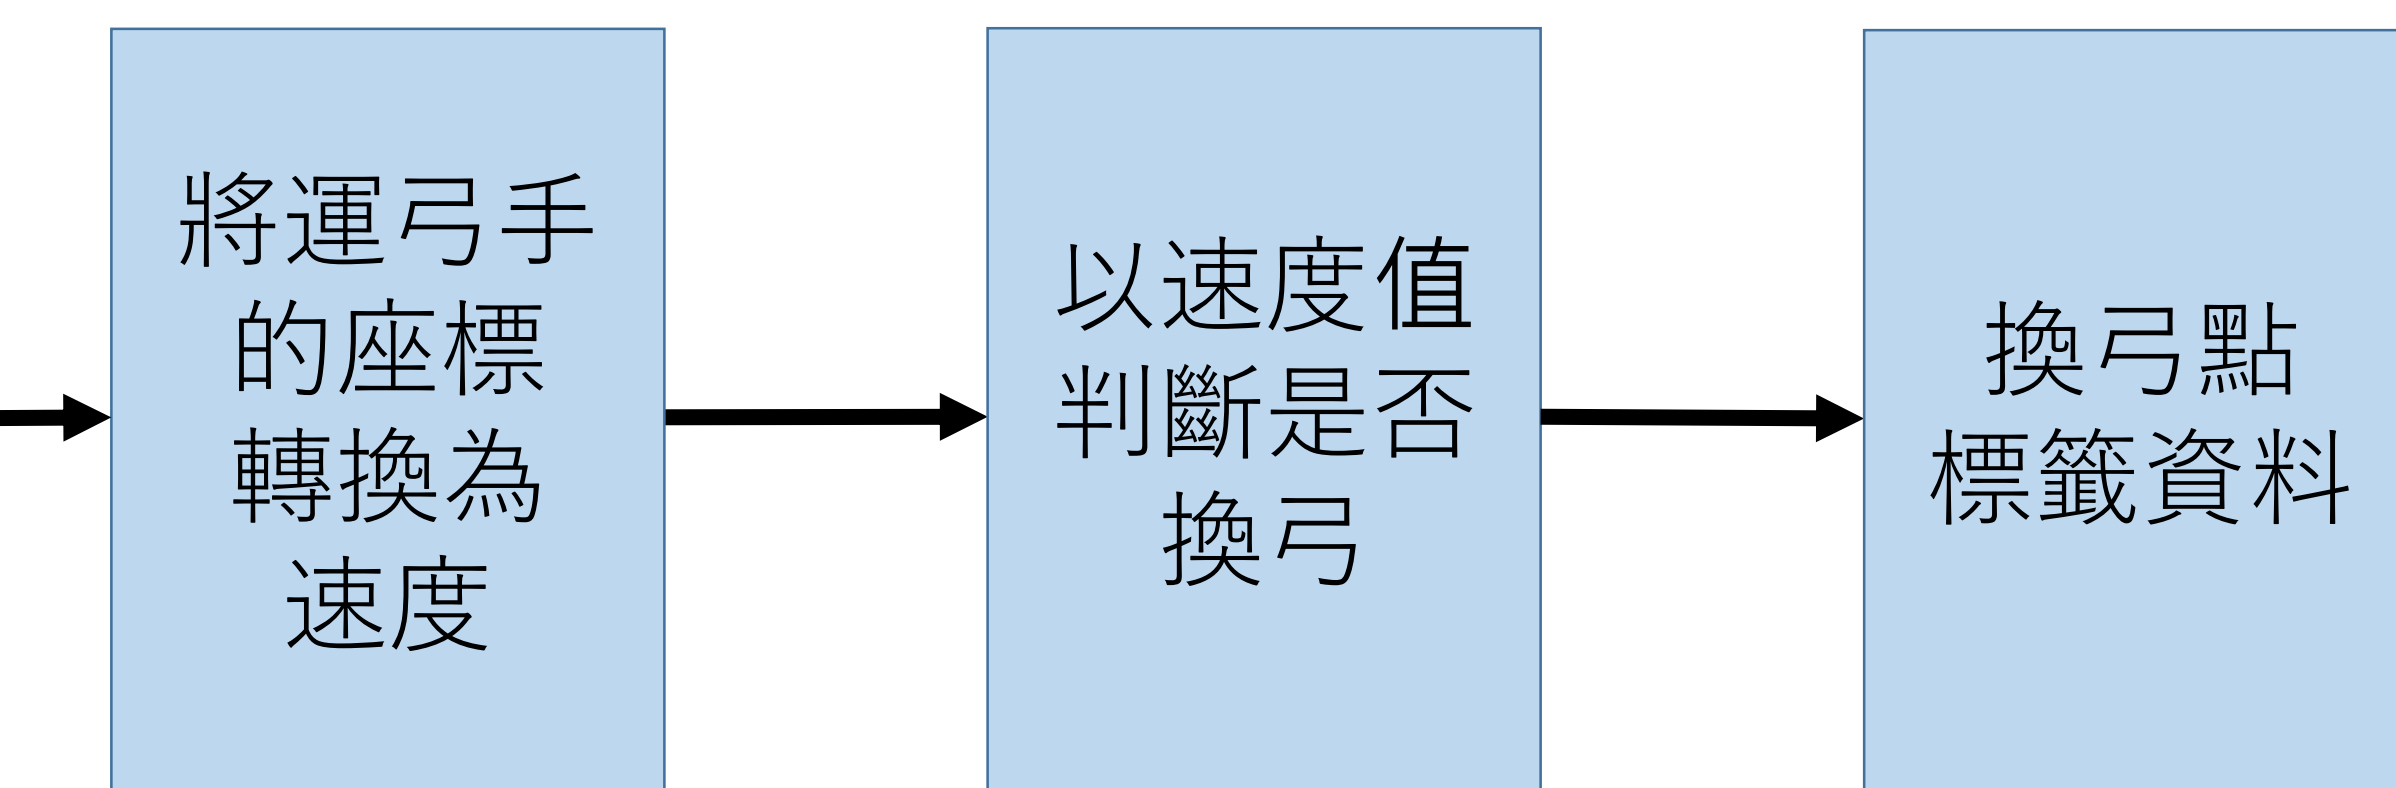 將運弓手
的座標
轉換為
速度
以速度值
判斷是否
換弓
換弓點
標籤資料